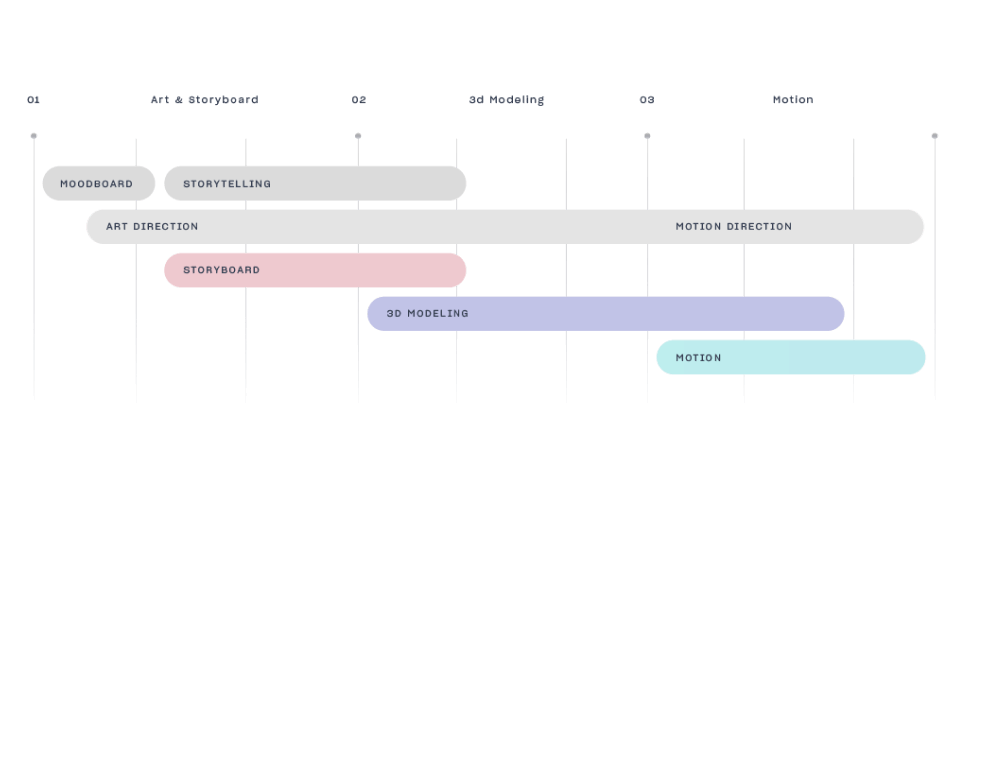 01 Art & Storyboard 02 3d Modeling 03 Motion
MOODBOARD STORYTELLING
ART DIRECTION MOTION DIRECTION
STORYBOARD
3D MODELING
MOTION